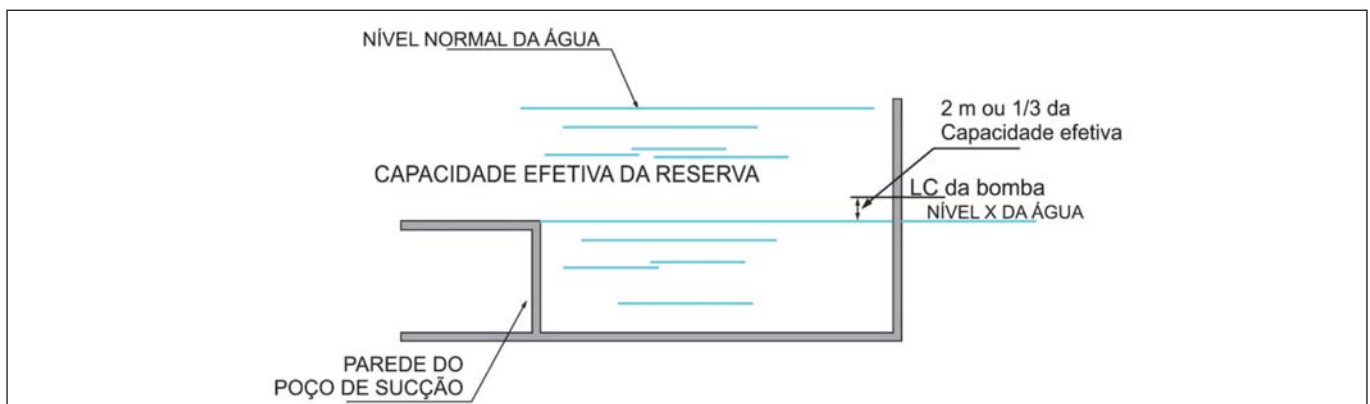 NÍVEL NORMAL DA ÁGUA
2 m ou 1/3 da
Capacidade efetiva
CAPACIDADE EFETIVA DA RESERVA
LC da bomba
NÍVEL X DA ÁGUA
PAREDE DO
POÇO DE SUCÇÃO